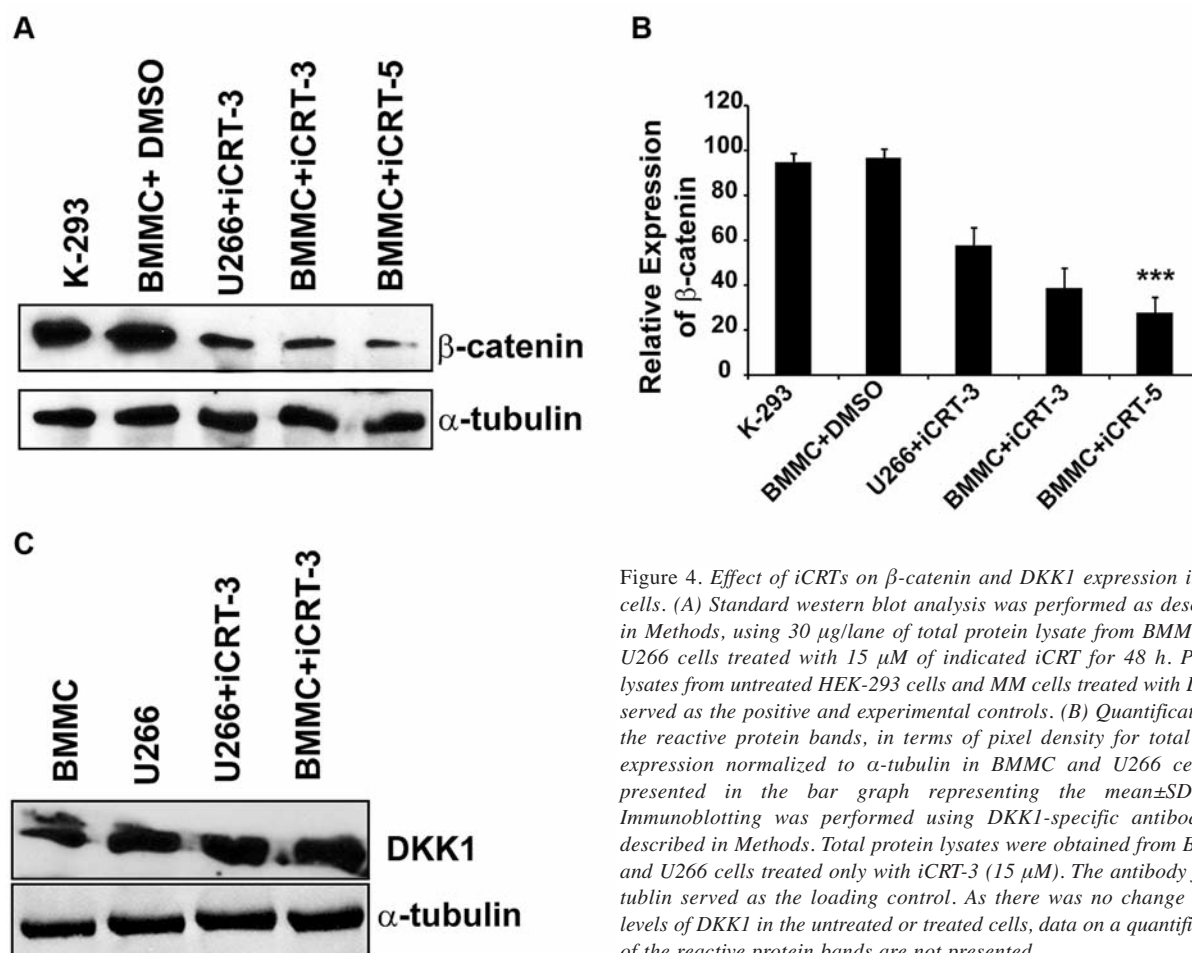 A
K-293
BMMC+ DMSO
U266+iCRT-3
BMMC+iCRT-3
BMMC+iCRT-5
β-catenin
α-tubulin
B
Relative Expression
of β-catenin
120
100
80
60
40
20
0
***
K-293
BMMC+DMSO
U266+iCRT-3
BMMC+iCRT-3
BMMC+iCRT-5
C
BMMC
U266
U266+iCRT-3
BMMC+iCRT-3
DKK1
α-tubulin
Figure 4. Effect of iCRTs on β-catenin and DKK1 expression i
cells. (A) Standard western blot analysis was performed as desc
in Methods, using 30 μg/lane of total protein lysate from BMM
U266 cells treated with 15 μM of indicated iCRT for 48 h. P
lysates from untreated HEK-293 cells and MM cells treated with
served as the positive and experimental controls. (B) Quantificat
the reactive protein bands, in terms of pixel density for total
expression normalized to α-tubulin in BMMC and U266 ce
presented in the bar graph representing the mean±SD
Immunoblotting was performed using DKK1-specific antibod
described in Methods. Total protein lysates were obtained from B
and U266 cells treated only with iCRT-3 (15 μM). The antibody
tublin served as the loading control. As there was no change
levels of DKK1 in the untreated or treated cells, data on a quantifi
of the reactive protein bands are not presented